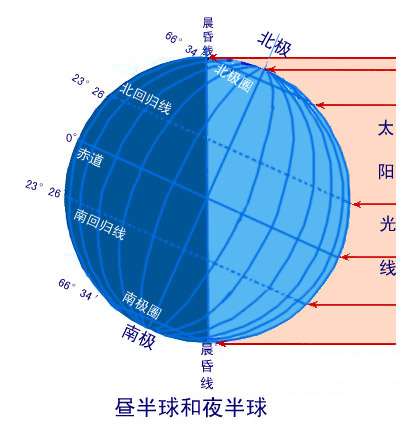 晨昏线
北极
66°34′
北极圈
23°26
北回归线
0°
赤道
23°26
南回归线
66°34′
南极圈
南极
太阳光线
晨昏线
昼半球和夜半球